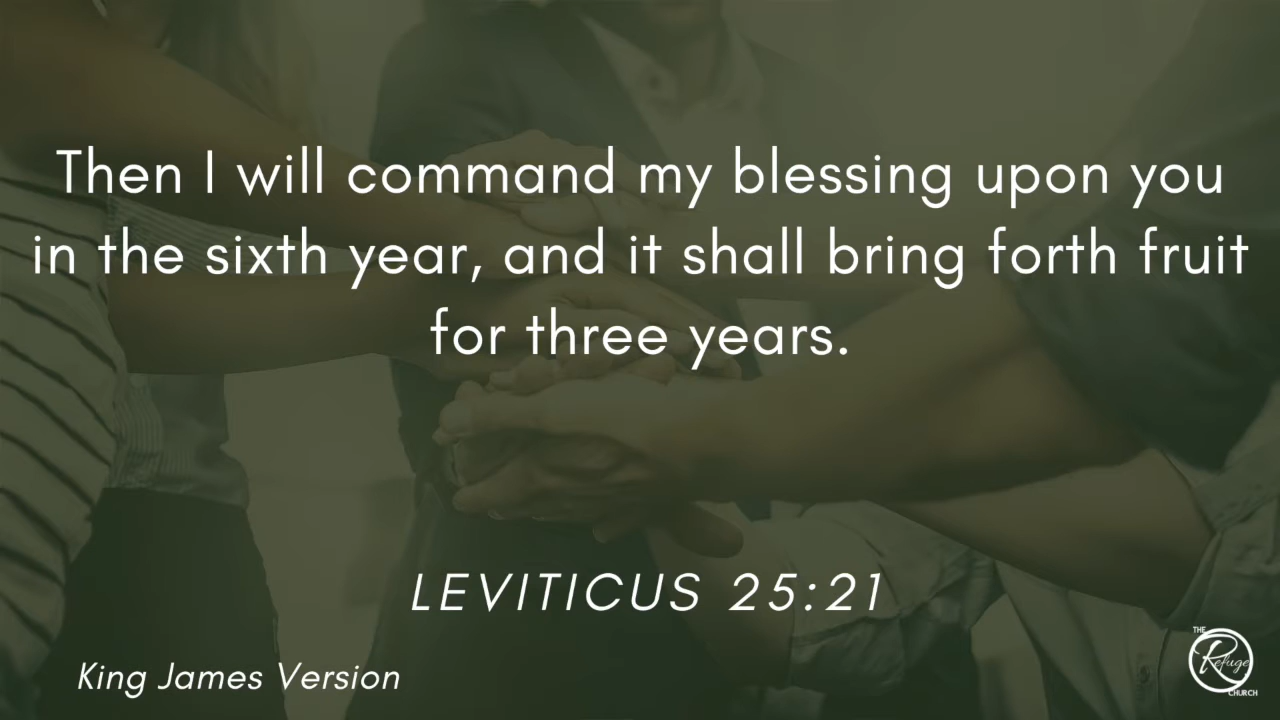 Then I will command my blessing upon you
in the sixth year, and it shall bring forth fruit
for three years.
LEVITICUS 25:21
King James Version
THE
Refuge
CHURCH